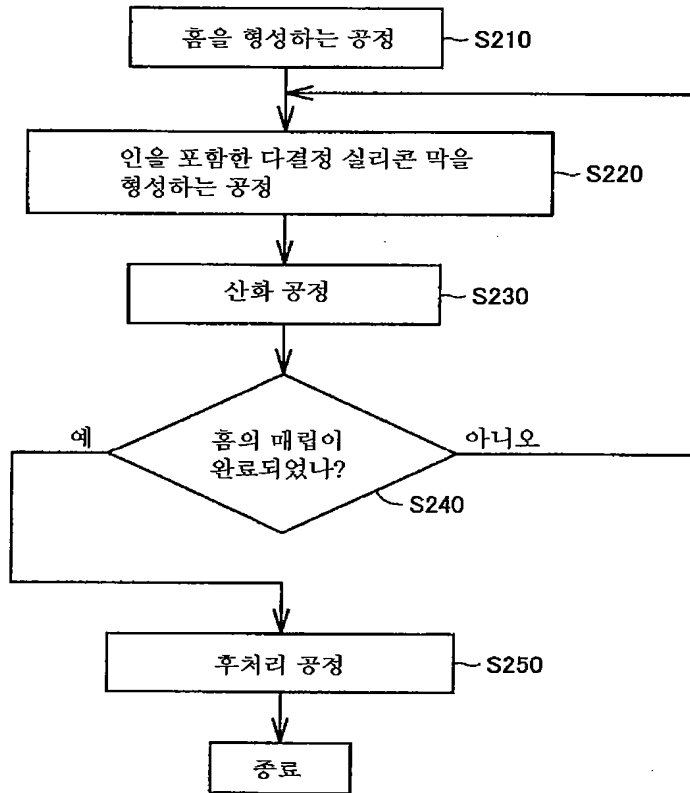 홈을 형성하는 공정
S210
인을 포함한 다결정 실리콘 막을
형성하는 공정
S220
산화 공정
S230
예
홈의 매립이
완료되었나?
아니오
S240
후처리 공정
S250
종료